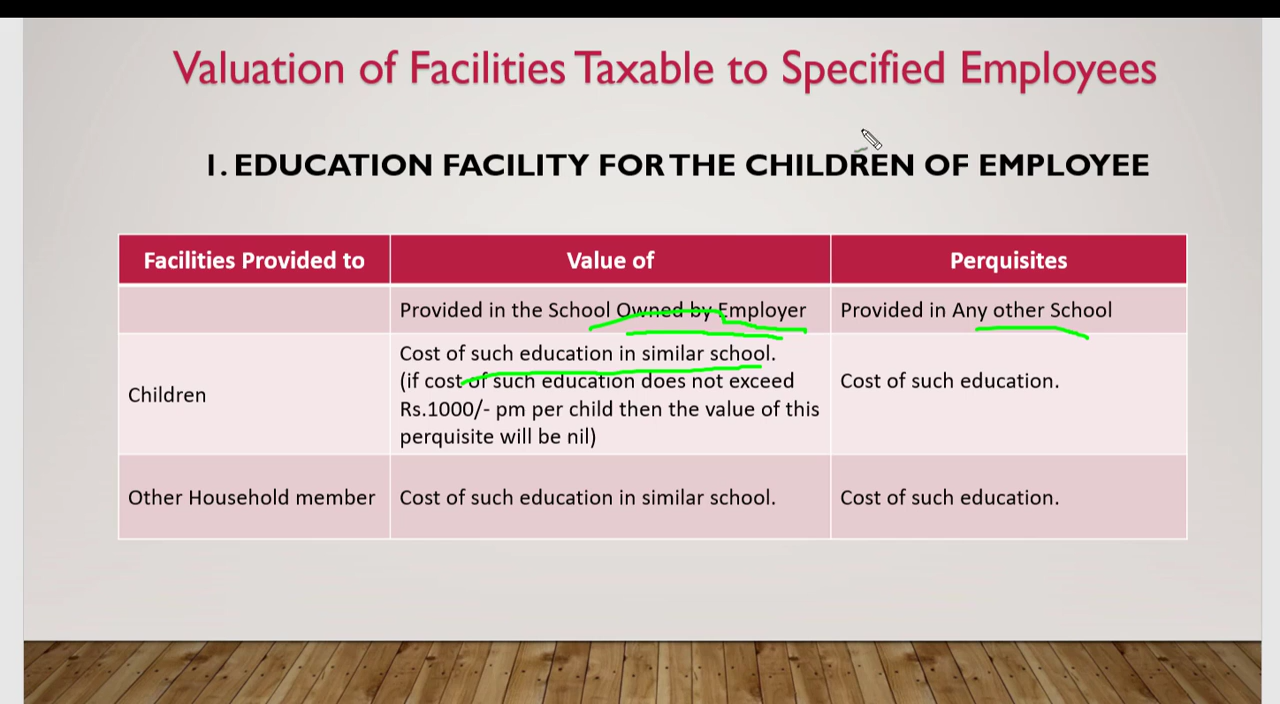 Valuation of Facilities Taxable to Specified Employees
1. EDUCATION FACILITY FOR THE CHILDREN OF EMPLOYEE
Facilities Provided to
Value of
Perquisites
Provided in the School Owned by Employer
Provided in Any other School
Children
Cost of such education in similar school.
(if cost of such education does not exceed
Rs.1000/- pm per child then the value of this
perquisite will be nil)
Cost of such education.
Other Household member
Cost of such education in similar school.
Cost of such education.